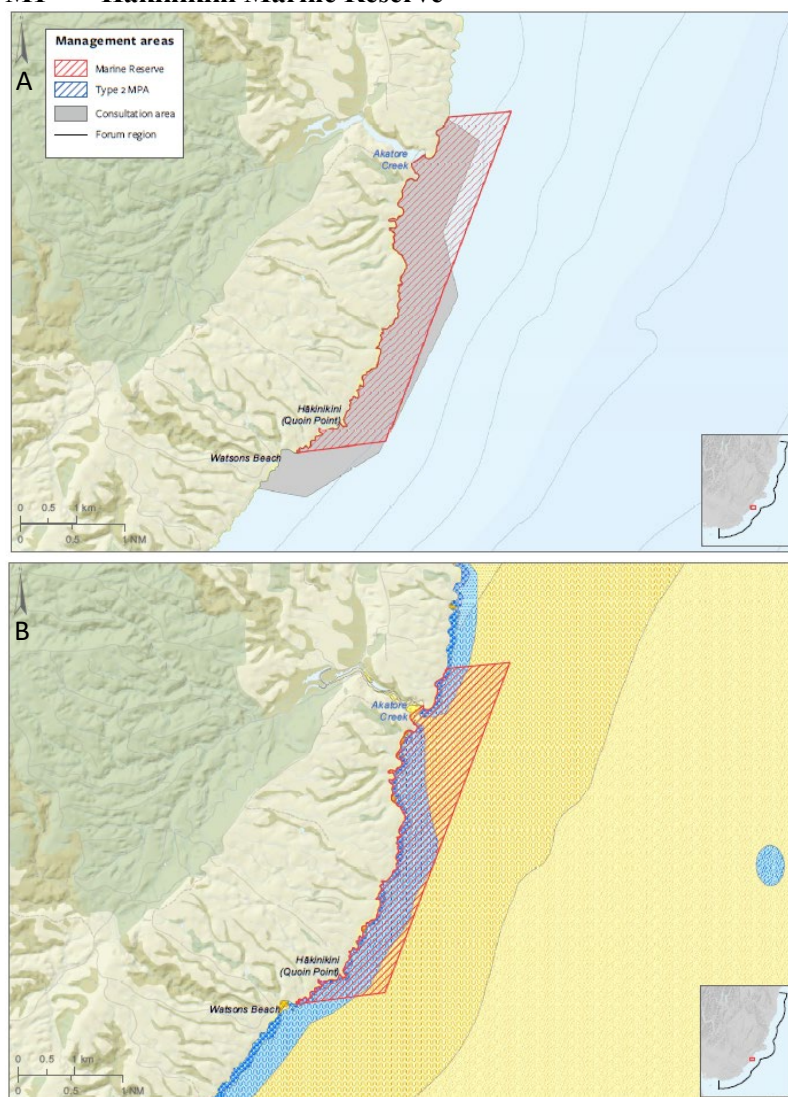 M1 Hākinikini Marine Reserve
A
Management areas
Marine Reserve
Type 2 MPA
Consultation area
Forum region
Akatore
Creek
Hākinikini
(Quoin Point)
Watsons Beach
0 0.5 1 km
0 0.5 1 NM
B
Akatore
Creek
Hākinikini
(Quoin Point)
Watsons Beach
0 0.5 1 km
0 0.5 1 NM